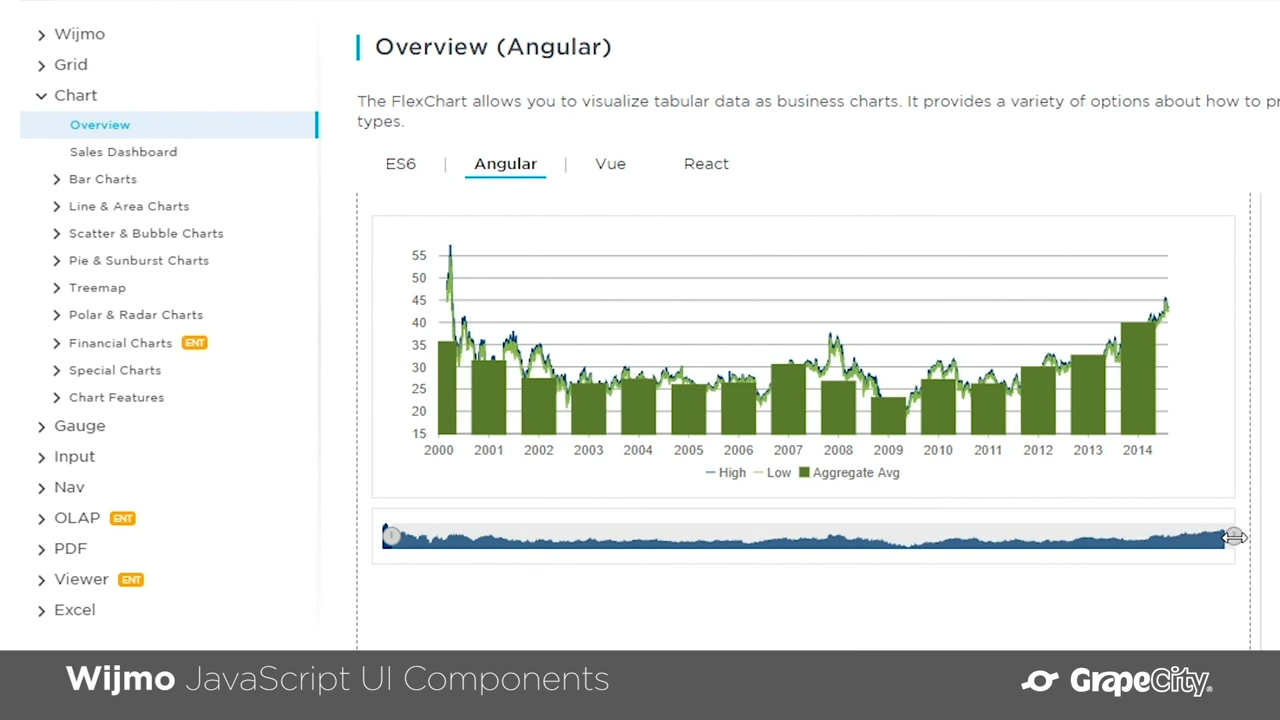 Wijmo
Grid
Chart
Overview
Sales Dashboard
Bar Charts
Line & Area Charts
Scatter & Bubble Charts
Pie & Sunburst Charts
Treemap
Polar & Radar Charts
Financial Charts ENT
Special Charts
Chart Features
Gauge
Input
Nav
OLAP ENT
PDF
Viewer ENT
Excel
Overview (Angular)
The FlexChart allows you to visualize tabular data as business charts. It provides a variety of options about how to pr
types.
ES6 | Angular | Vue React
55
50
45
40
35
30
25
20
15
2000 2001 2002 2003 2004 2005 2006 2007 2008 2009 2010 2011 2012 2013 2014
High Low Aggregate Avg
Wijmo JavaScript UI Components
GrapeCity®